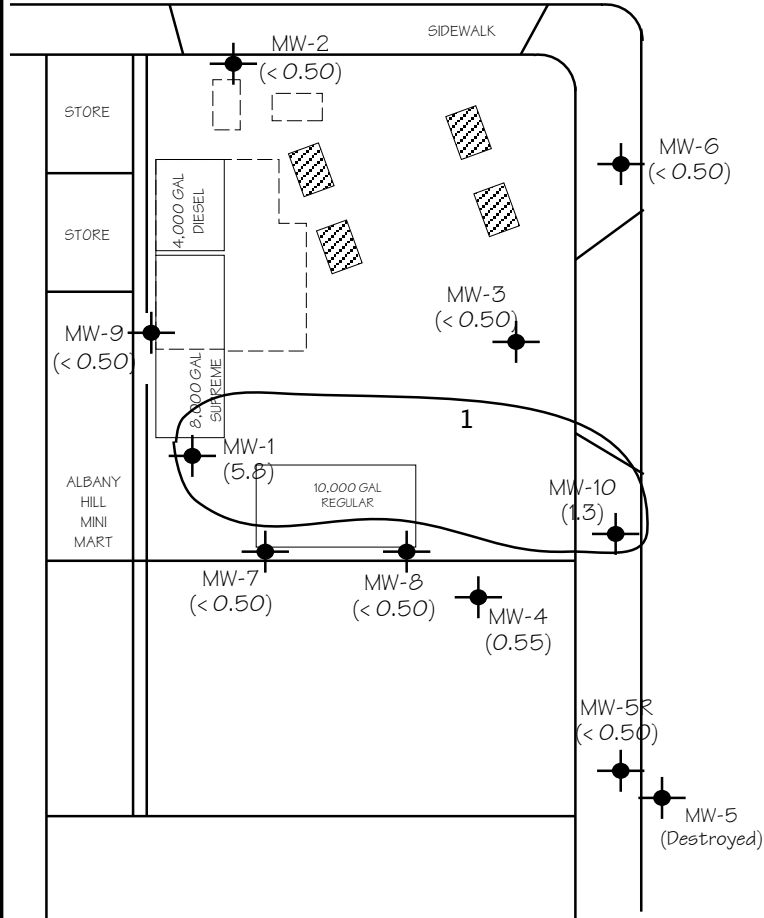 SIDEWALK
MW-2
(< 0.50)
STORE
MW-6
(< 0.50)
4,000 GAL
DIESEL
STORE
MW-3
(< 0.50)
MW-9
(< 0.50)
8,000 GAL
SUPREME
1
MW-1
(5.8)
ALBANY
HILL
MINI
MART
10,000 GAL
REGULAR
MW-10
(1.3)
MW-7
(< 0.50)
MW-8
(< 0.50)
MW-4
(0.55)
MW-5R
(< 0.50)
MW-5
(Destroyed)